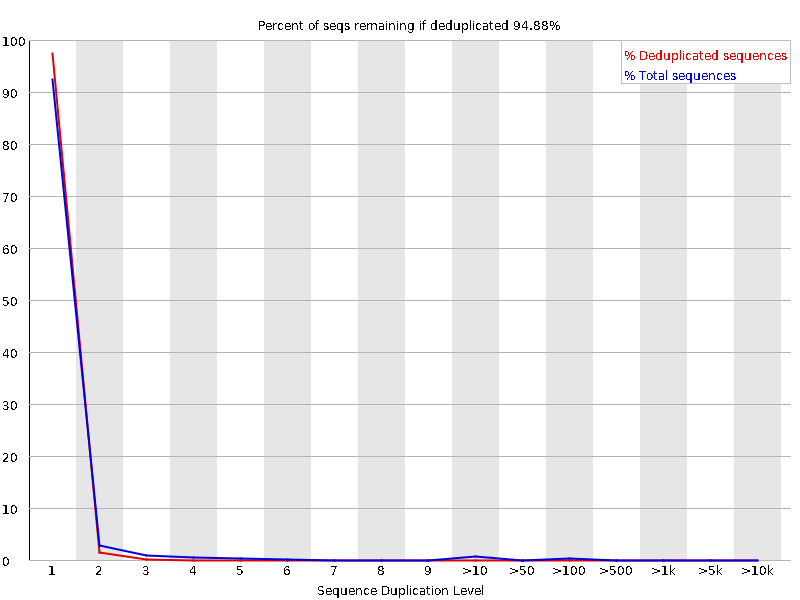 Percent of seqs remaining if deduplicated 94.88%
% Deduplicated sequences
% Total sequences
100
90
80
70
60
50
40
30
20
10
0
1 2 3 4 5 6 7 8 9 >10 >50 >100 >500 >1k >5k >10k
Sequence Duplication Level